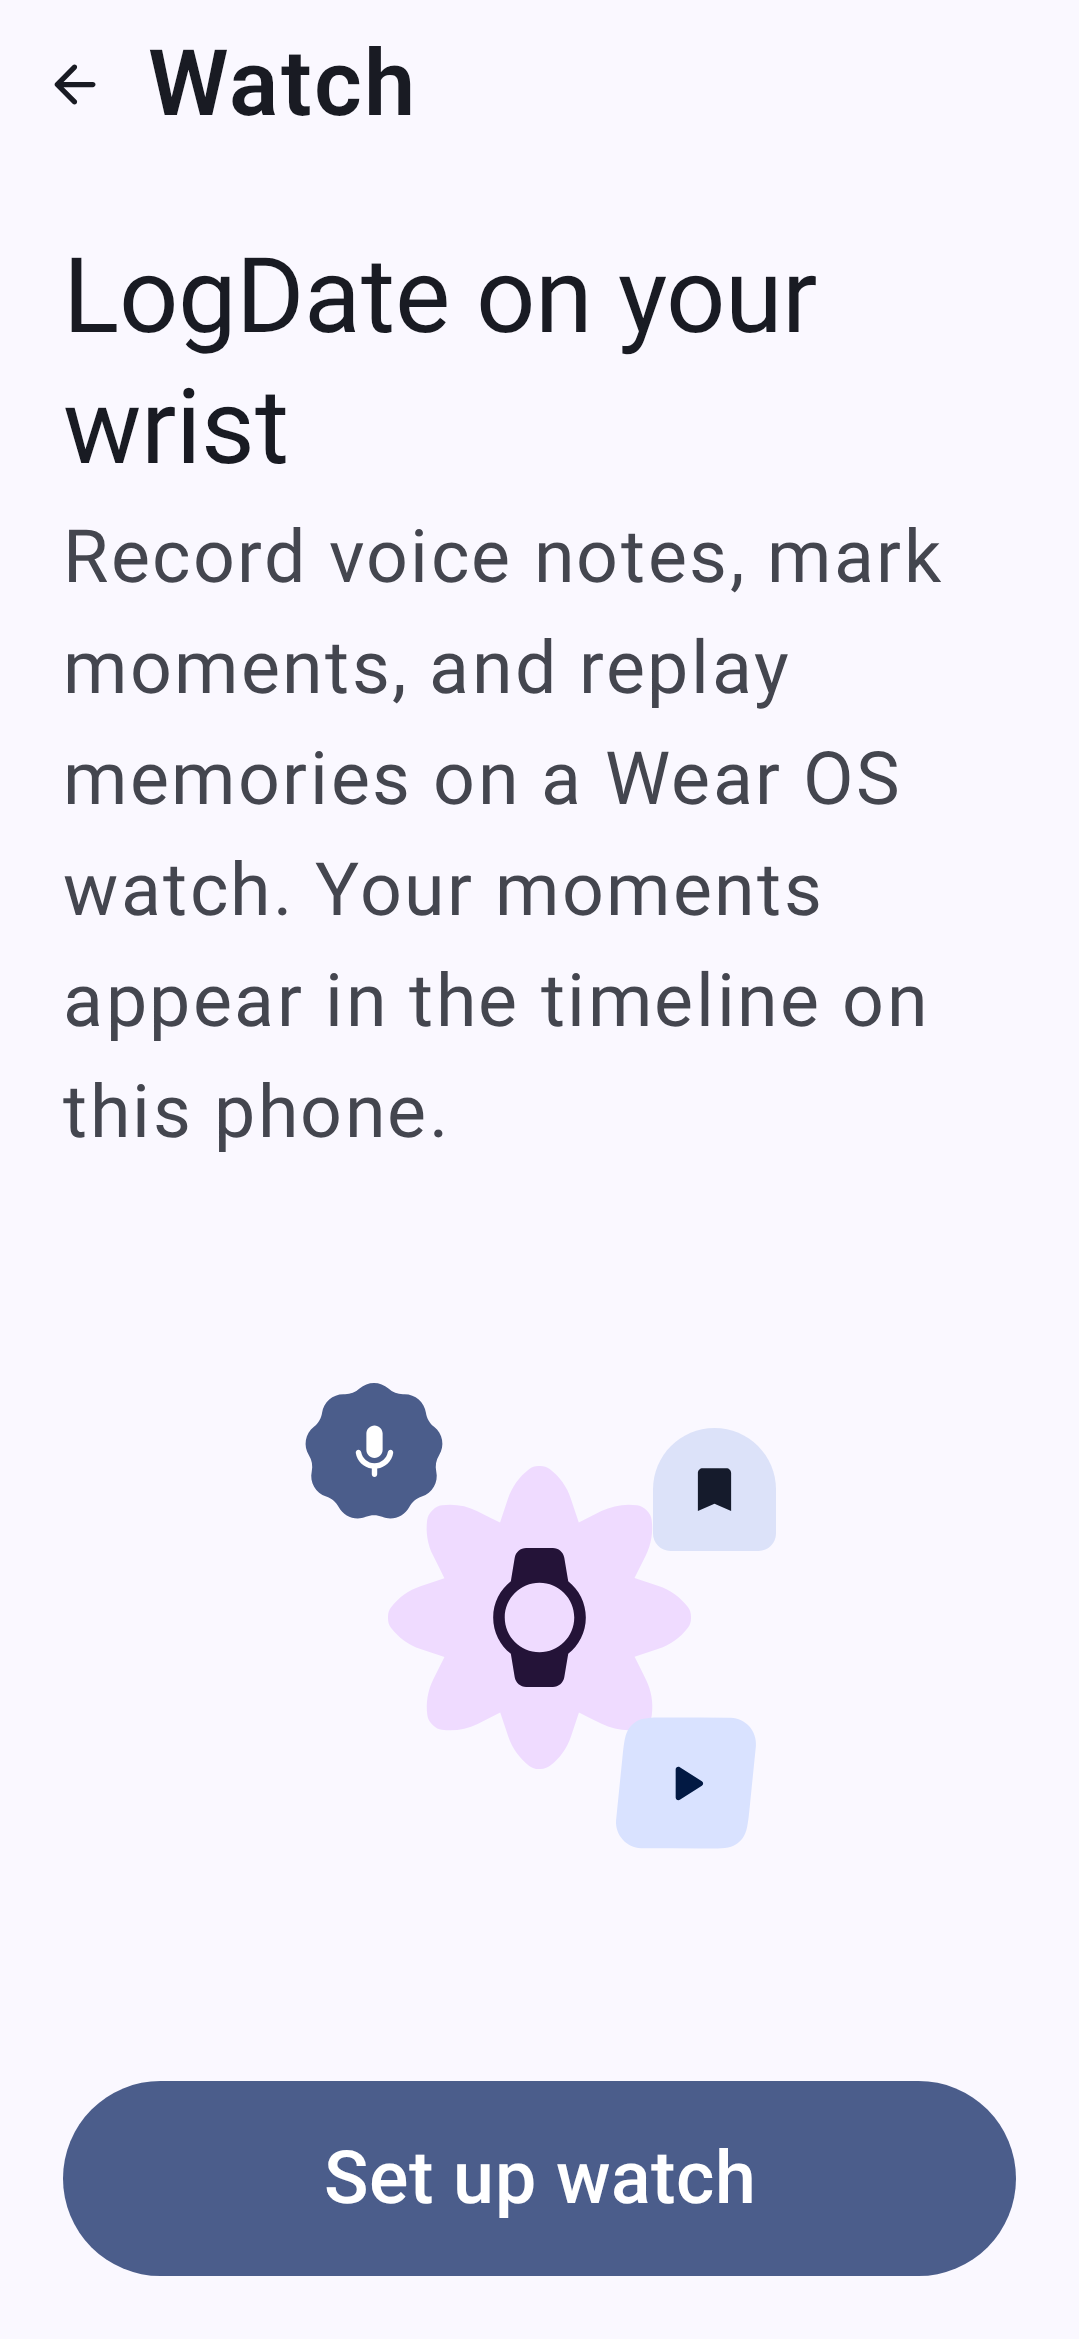 Watch
LogDate on your
wrist
Record voice notes, mark
moments, and replay
memories on a Wear OS
watch. Your moments
appear in the timeline on
this phone.
Set up watch